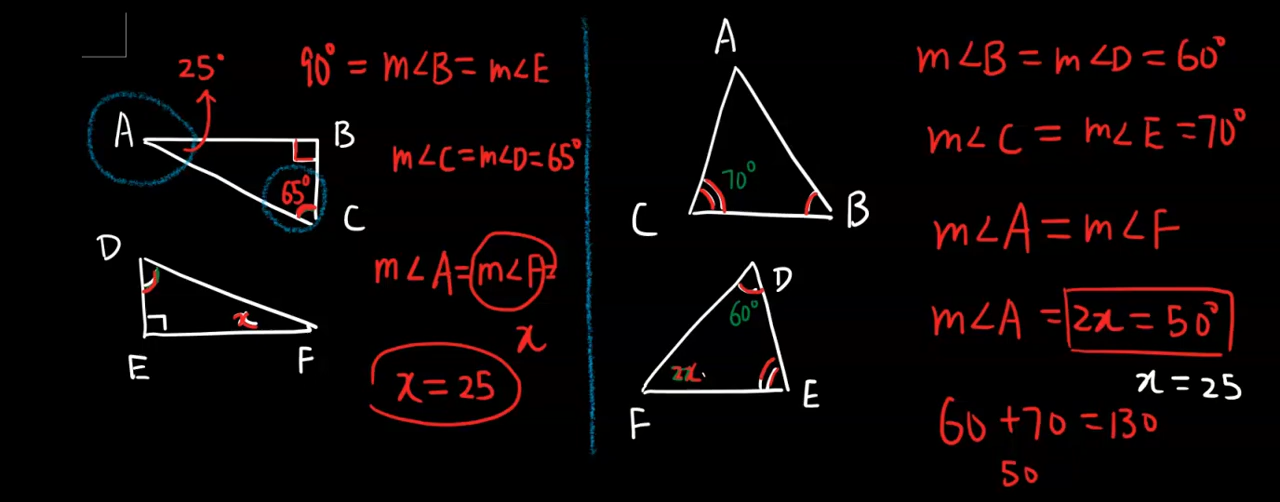 25°
90° = m∠B = m∠E
A
B
65°
C
m∠C = m∠D = 65°
D
E
F
x
m∠A = m∠F =
x
x = 25
A
70°
C
B
D
60°
2x
F
E
m∠B = m∠D = 60°
m∠C = m∠E = 70°
m∠A = m∠F
m∠A = 2x = 50°
x = 25
60 + 70 = 130
50